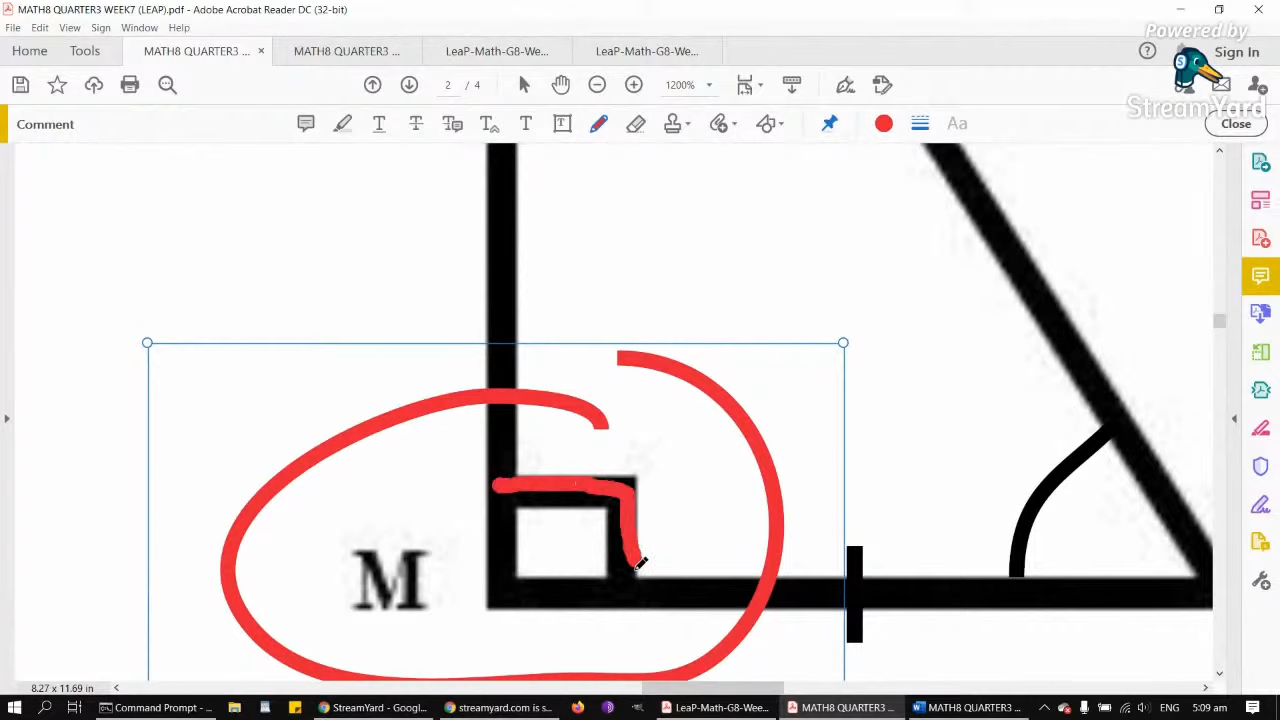 MATH8 QUARTER3 WEEK7 (LEAP).pdf - Adobe Acrobat Reader DC (32-bit)
Powered by
File Edit View Sign Window Help
Home Tools MATH8 QUARTER3 ... × MATH8 QUARTER3 ... LeaP-Math-G8-We... LeaP-Math-G8-We... Sign In
2 / 4 1200%
StreamYard
Comment Aa Close
M
8.27 x 11.69 in
Command Prompt - ... StreamYard - Googl... streamyard.com is s... LeaP-Math-G8-Wee... MATH8 QUARTER3 ... MATH8 QUARTER3 ... 5:09 am